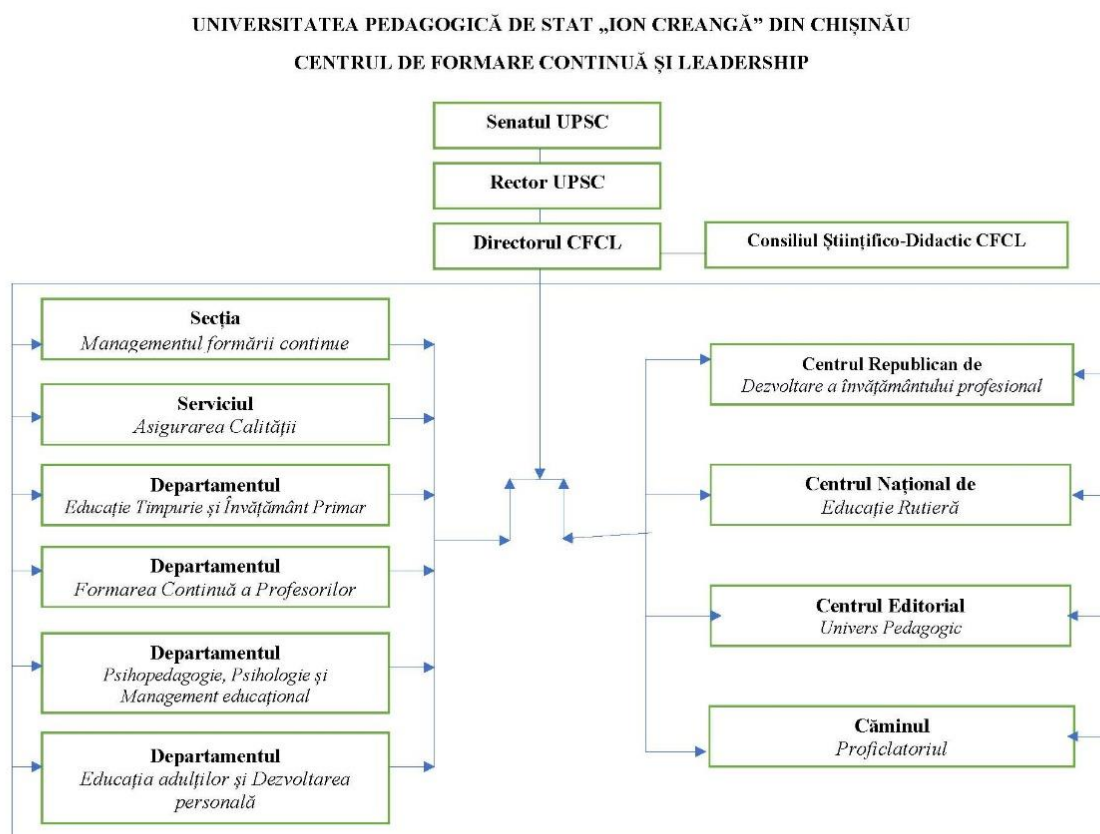 UNIVERSITATEA PEDAGOGICĂ DE STAT „ION CREANGĂ” DIN CHIȘINĂU
CENTRUL DE FORMARE CONTINUĂ ȘI LEADERSHIP
Senatul UPSC
Rector UPSC
Directorul CFCL
Consiliul Științifico-Didactic CFCL
Secția
Managementul formării continue
Serviciul
Asigurarea Calității
Departamentul
Educație Timpurie și Învățământ Primar
Departamentul
Formarea Continuă a Profesorilor
Departamentul
Psihopedagogie, Psihologie și
Management educațional
Departamentul
Educația adulților și Dezvoltarea
personală
Centrul Republican de
Dezvoltare a învățământului profesional
Centrul Național de
Educație Rutieră
Centrul Editorial
Univers Pedagogic
Căminul
Proficlatoriul